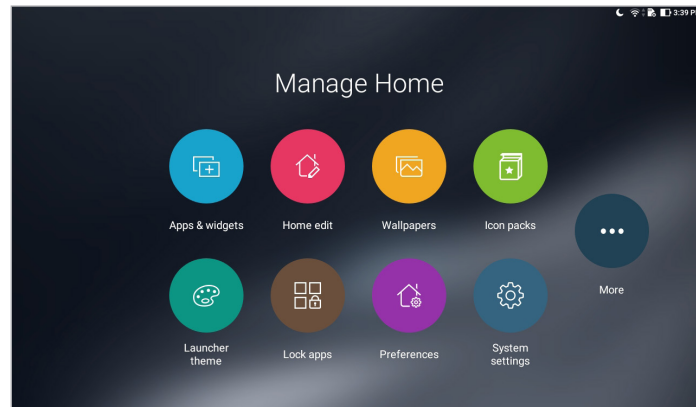 3:39 P
Manage Home
Apps & widgets
Home edit
Wallpapers
Icon packs
More
Launcher
theme
Lock apps
Preferences
System
settings